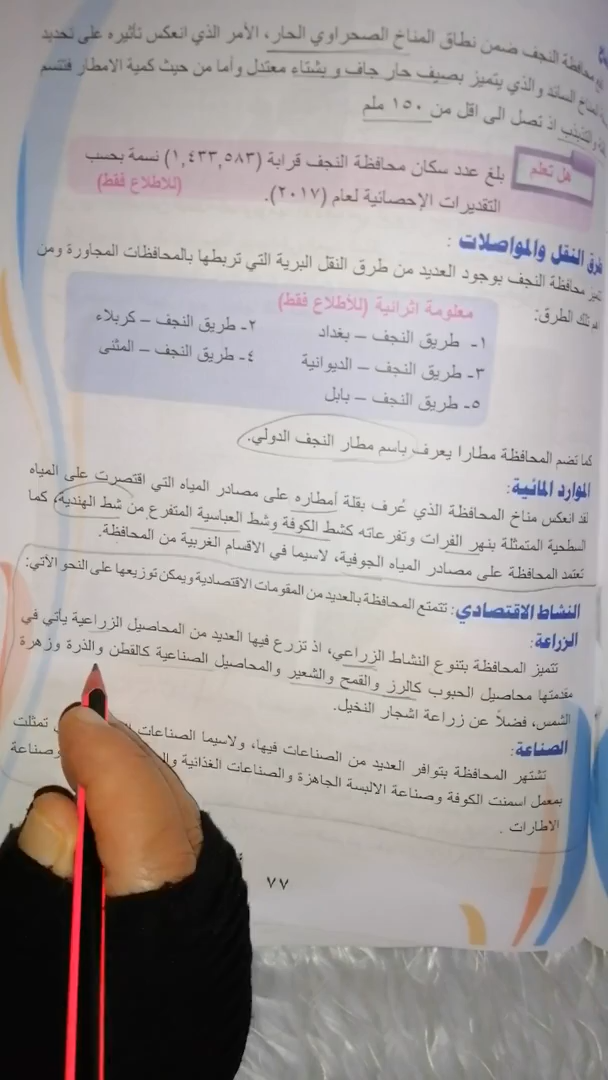 محافظة النجف ضمن نطاق المناخ الصحراوي الحار، الأمر الذي انعكس تأثيره على تحديد
المناخ السائد والذي يتميز بصيف حار جاف و بشتاء معتدل وأما من حيث كمية الامطار فتتسم
والتذبذب اذ تصل الى اقل من ١٥٠ ملم
هل تعلم
بلغ عدد سكان محافظة النجف قرابة (١,٤٣٣,٥٨٣) نسمة بحسب
التقديرات الإحصائية لعام (٢٠١٧). (للاطلاع فقط)
طرق النقل والمواصلات :
تتميز محافظة النجف بوجود العديد من طرق النقل البرية التي تربطها بالمحافظات المجاورة ومن
اهم تلك الطرق:
معلومة اثرائية (للأطلاع فقط)
١- طريق النجف – بغداد ٢- طريق النجف – كربلاء
٣- طريق النجف – الديوانية ٤- طريق النجف – المثنى
٥- طريق النجف – بابل
كما تضم المحافظة مطارا يعرف باسم مطار النجف الدولي.
الموارد المائية:
لقد انعكس مناخ المحافظة الذي عُرف بقلة أمطاره على مصادر المياه التي اقتصرت على المياه
السطحية المتمثلة بنهر الفرات وتفرعاته كشط الكوفة وشط العباسية المتفرع من شط الهندية، كما
تعتمد المحافظة على مصادر المياه الجوفية، لاسيما في الاقسام الغربية من المحافظة.
النشاط الاقتصادي: تتمتع المحافظة بالعديد من المقومات الاقتصادية ويمكن توزيعها على النحو الآتي:
الزراعة:
تتميز المحافظة بتنوع النشاط الزراعي، اذ تزرع فيها العديد من المحاصيل الزراعية يأتي في
مقدمتها محاصيل الحبوب كالرز والقمح والشعير والمحاصيل الصناعية كالقطن والذرة وزهرة
الشمس، فضلاً عن زراعة اشجار النخيل.
الصناعة:
تشتهر المحافظة بتوافر العديد من الصناعات فيها، ولاسيما الصناعات تمثلت
بمعمل اسمنت الكوفة وصناعة الالبسة الجاهزة والصناعات الغذائية وصناعة
الاطارات .
٧٧